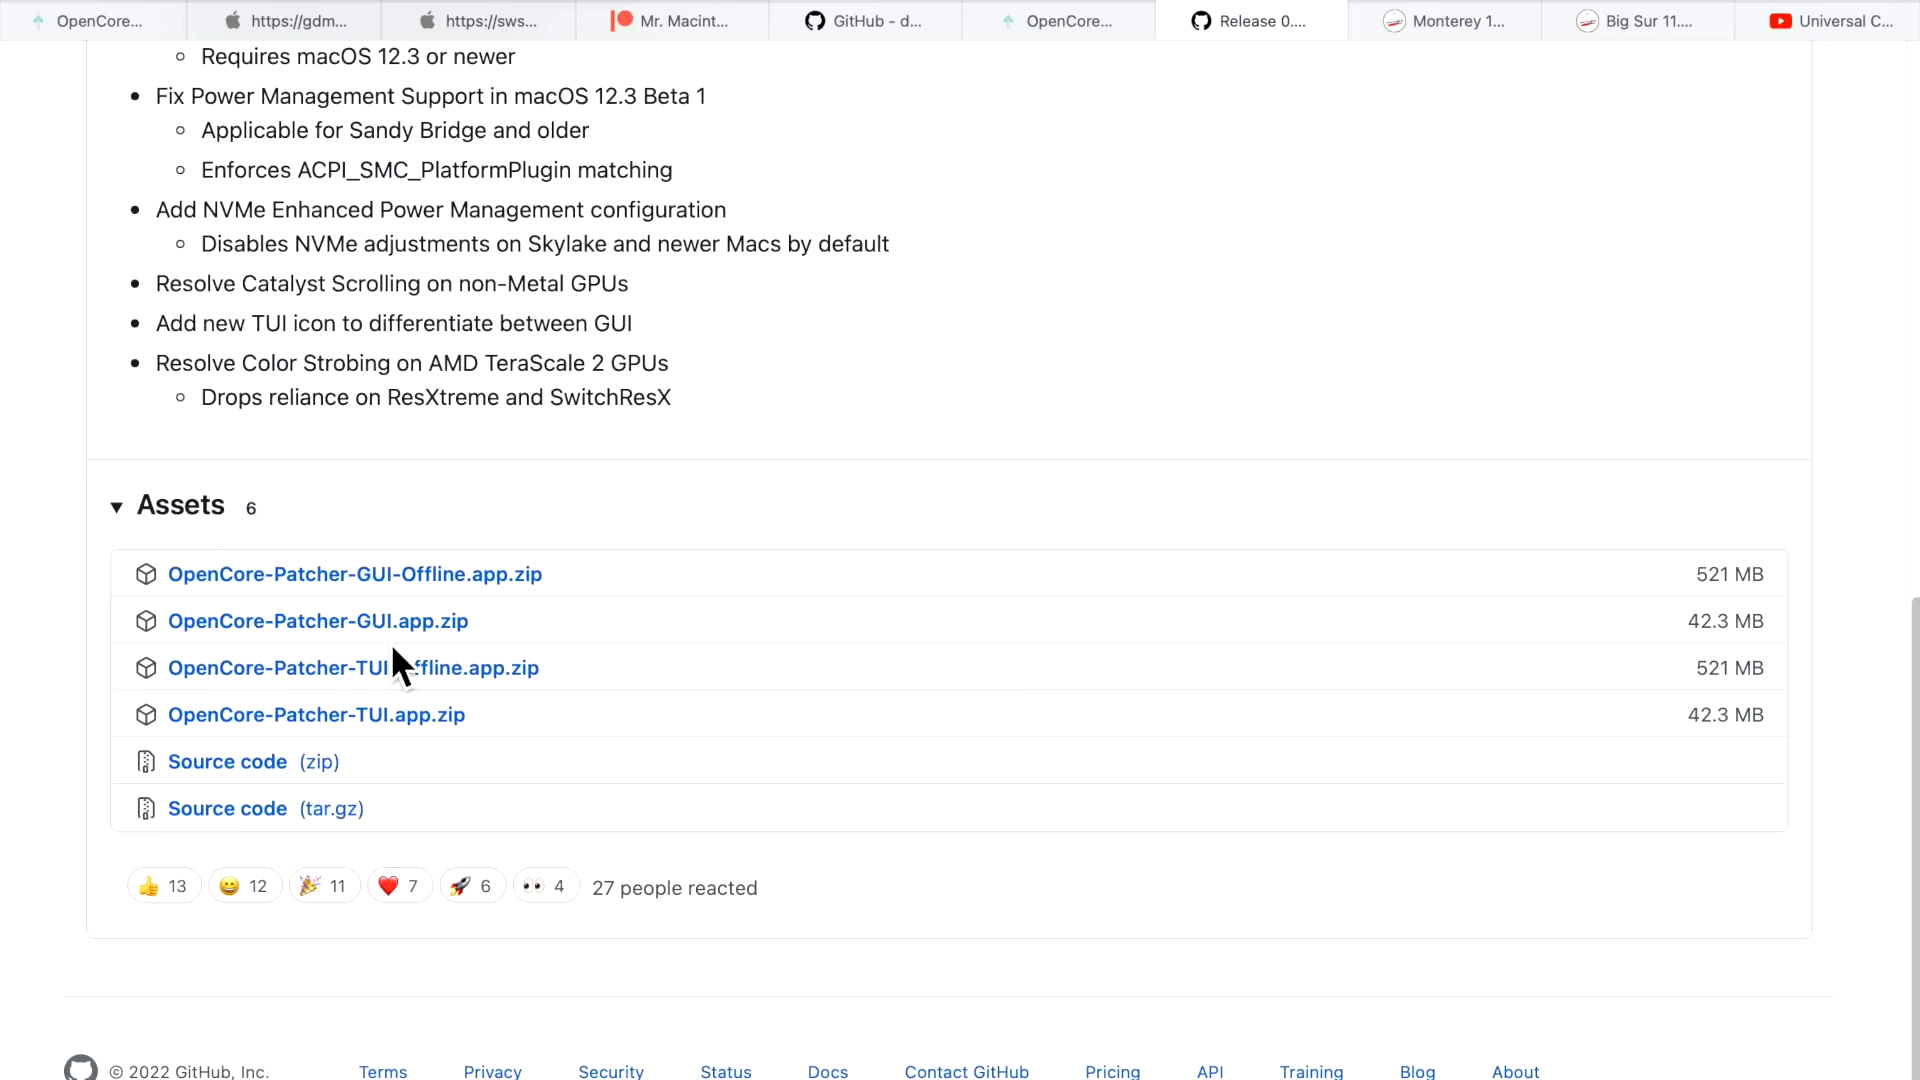 OpenCore...
https://gdm...
https://sws...
Mr. Macint...
GitHub - d...
OpenCore...
Release 0....
Monterey 1...
Big Sur 11....
Universal C...
Requires macOS 12.3 or newer
Fix Power Management Support in macOS 12.3 Beta 1
Applicable for Sandy Bridge and older
Enforces ACPI_SMC_PlatformPlugin matching
Add NVMe Enhanced Power Management configuration
Disables NVMe adjustments on Skylake and newer Macs by default
Resolve Catalyst Scrolling on non-Metal GPUs
Add new TUI icon to differentiate between GUI
Resolve Color Strobing on AMD TeraScale 2 GPUs
Drops reliance on ResXtreme and SwitchResX
Assets 6
OpenCore-Patcher-GUI-Offline.app.zip 521 MB
OpenCore-Patcher-GUI.app.zip 42.3 MB
OpenCore-Patcher-TUI-Offline.app.zip 521 MB
OpenCore-Patcher-TUI.app.zip 42.3 MB
Source code (zip)
Source code (tar.gz)
13 12 11 7 6 4 27 people reacted
© 2022 GitHub, Inc. Terms Privacy Security Status Docs Contact GitHub Pricing API Training Blog About